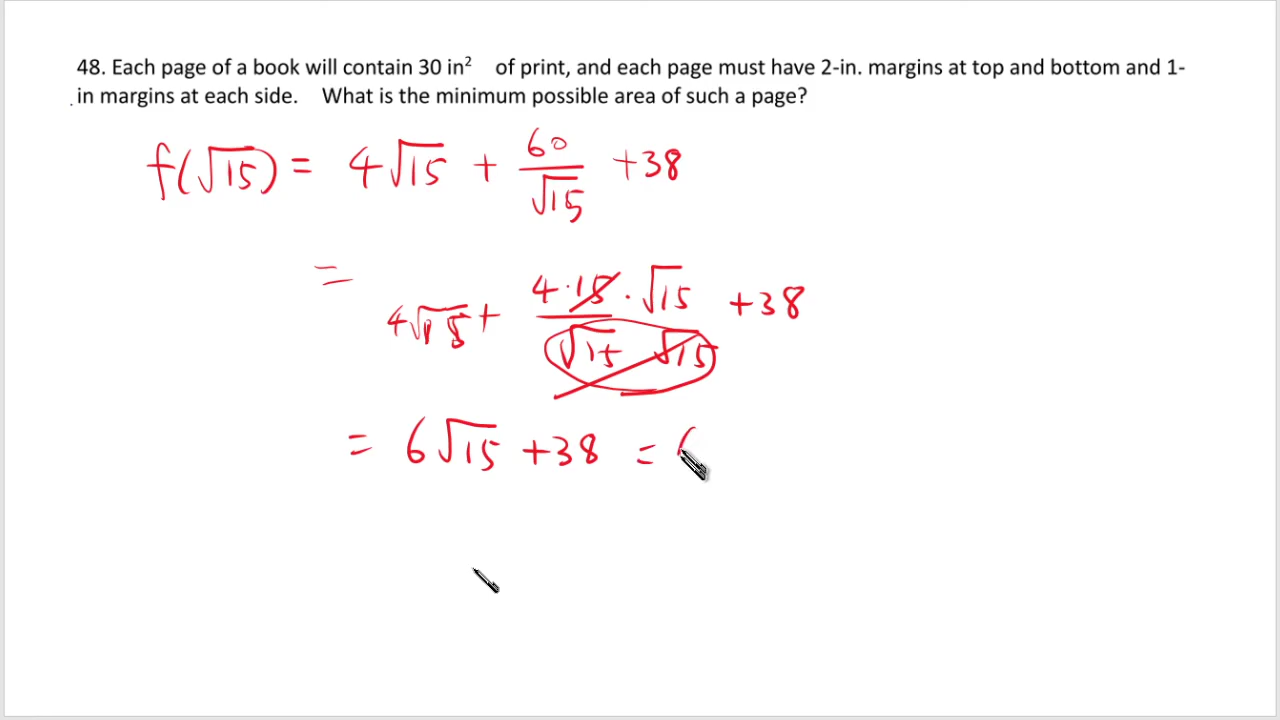 48. Each page of a book will contain 30 in² of print, and each page must have 2-in. margins at top and bottom and 1-
in margins at each side. What is the minimum possible area of such a page?
f(√15) = 4√15 + 60/√15 + 38
= 4√15 + (4·15·√15)/(√15 √15) + 38
= 6√15 + 38 = 6